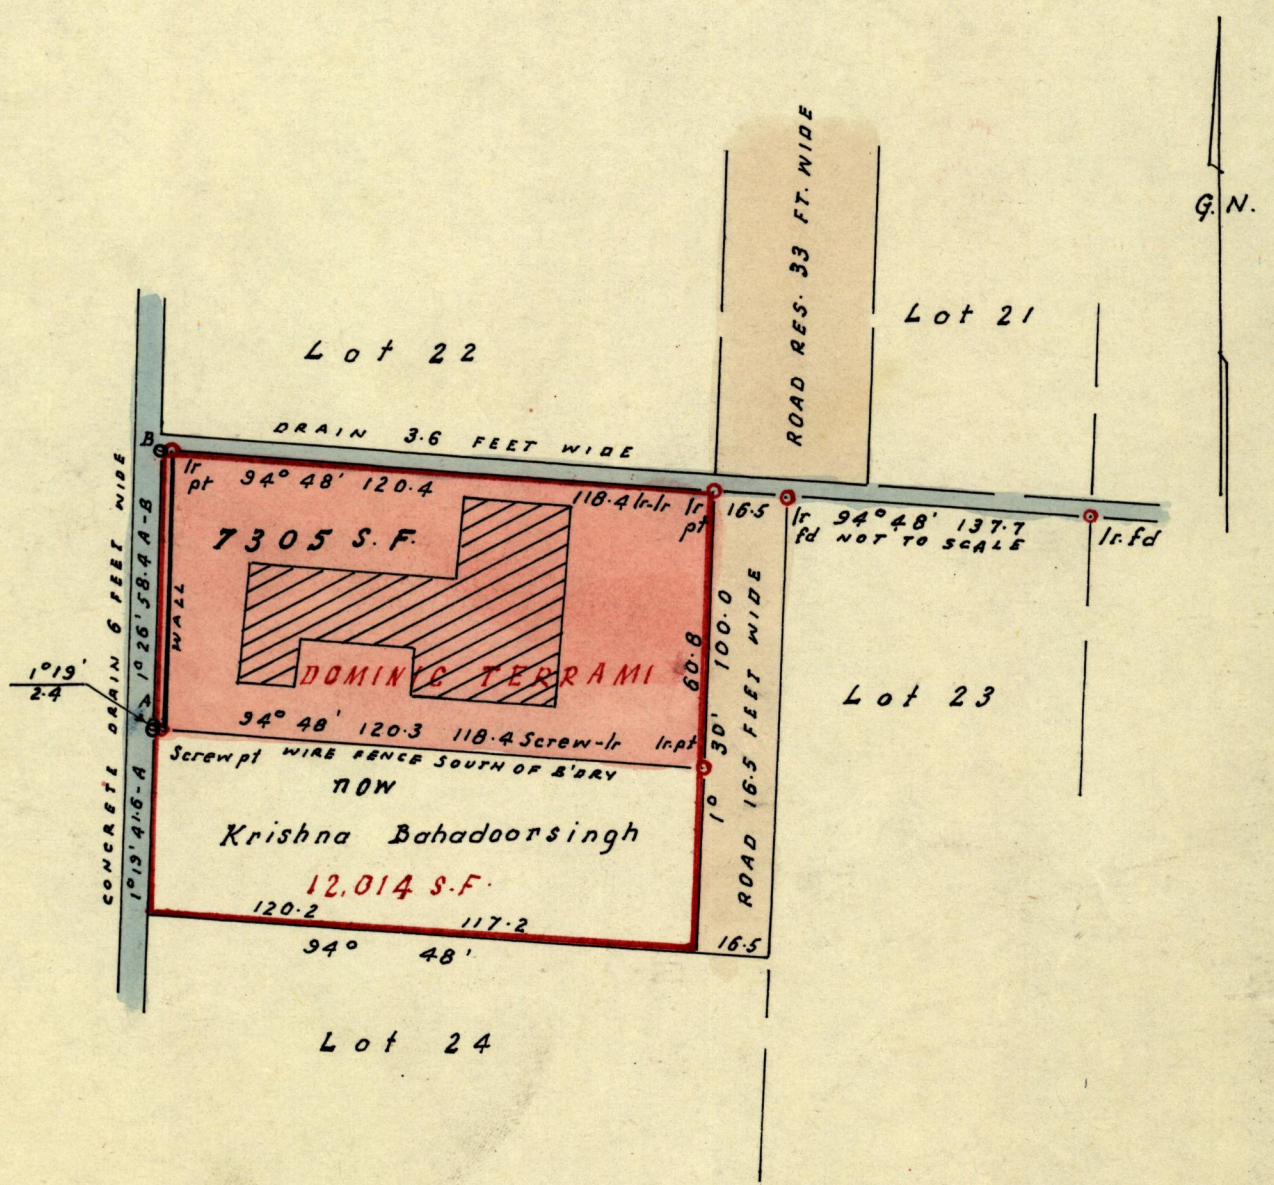 G. N.
ROAD RES. 33 FT. WIDE
Lot 21
Lot 22
DRAIN 3.6 FEET WIDE
B
Ir
pt
94° 48' 120.4
118.4 Ir-Ir
Ir
pt
16.5
Ir
fd
94° 48' 137.7
NOT TO SCALE
Ir. fd
7305 S.F.
CONCRETE DRAIN 6 FEET WIDE
1° 26' 58.4 A-B
WALL
DOMINIC TERRAMI
60.8
1° 30' 100.0
ROAD 16.5 FEET WIDE
Lot 23
1° 19'
2.4
A
94° 48' 120.3 118.4 Screw-Ir
Ir. pt
Screw pt
WIRE FENCE SOUTH OF B'DRY
now
Krishna Bahadoorsingh
12,014 S.F.
1° 19' 41.6-A
120.2
117.2
94° 48'
16.5
Lot 24